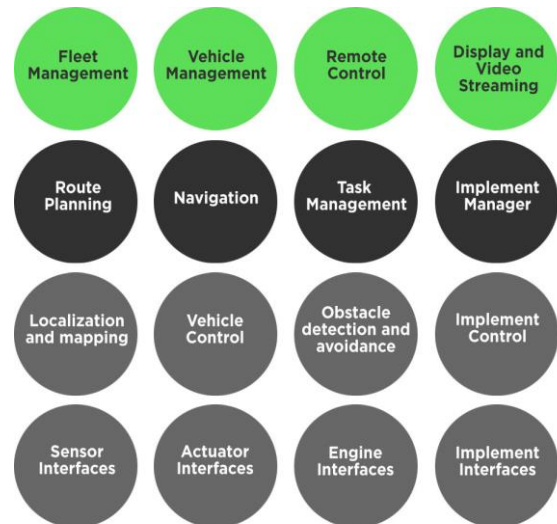 Fleet
Management
Vehicle
Management
Remote
Control
Display and
Video
Streaming
Route
Planning
Navigation
Task
Management
Implement
Manager
Localization
and mapping
Vehicle
Control
Obstacle
detection and
avoidance
Implement
Control
Sensor
Interfaces
Actuator
Interfaces
Engine
Interfaces
Implement
Interfaces